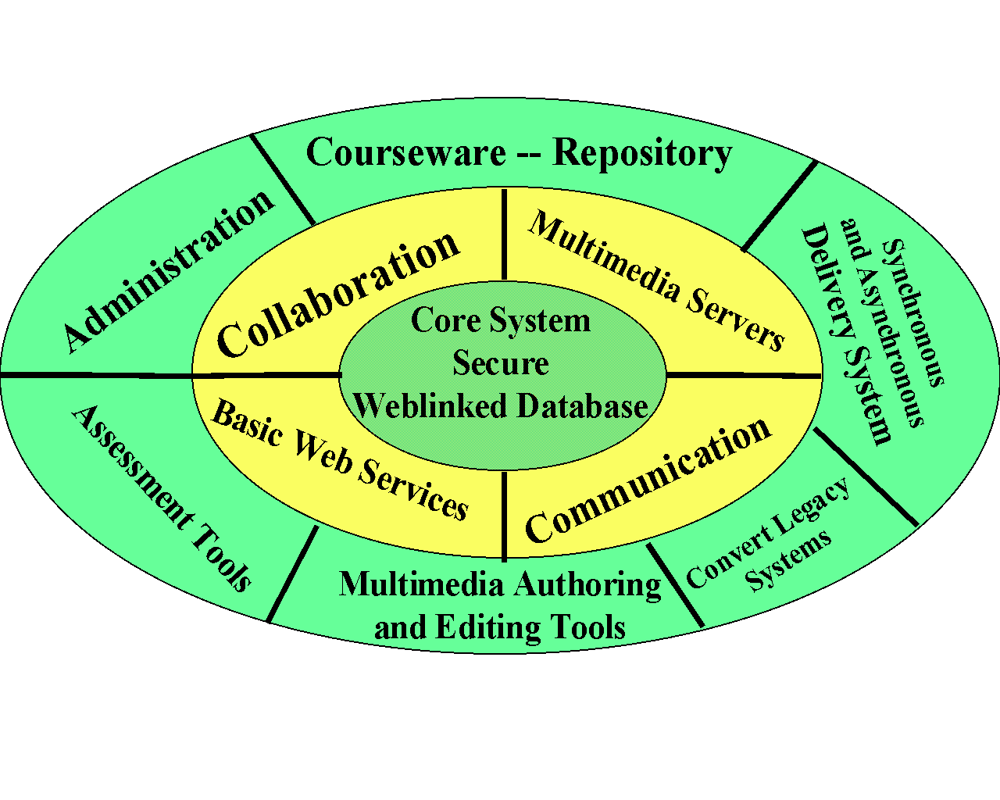 Courseware -- Repository
Administration
Collaboration
Multimedia Servers
Synchronous
and Asynchronous
Delivery System
Core System
Secure
Weblinked Database
Assessment Tools
Basic Web Services
Communication
Convert Legacy
Systems
Multimedia Authoring
and Editing Tools